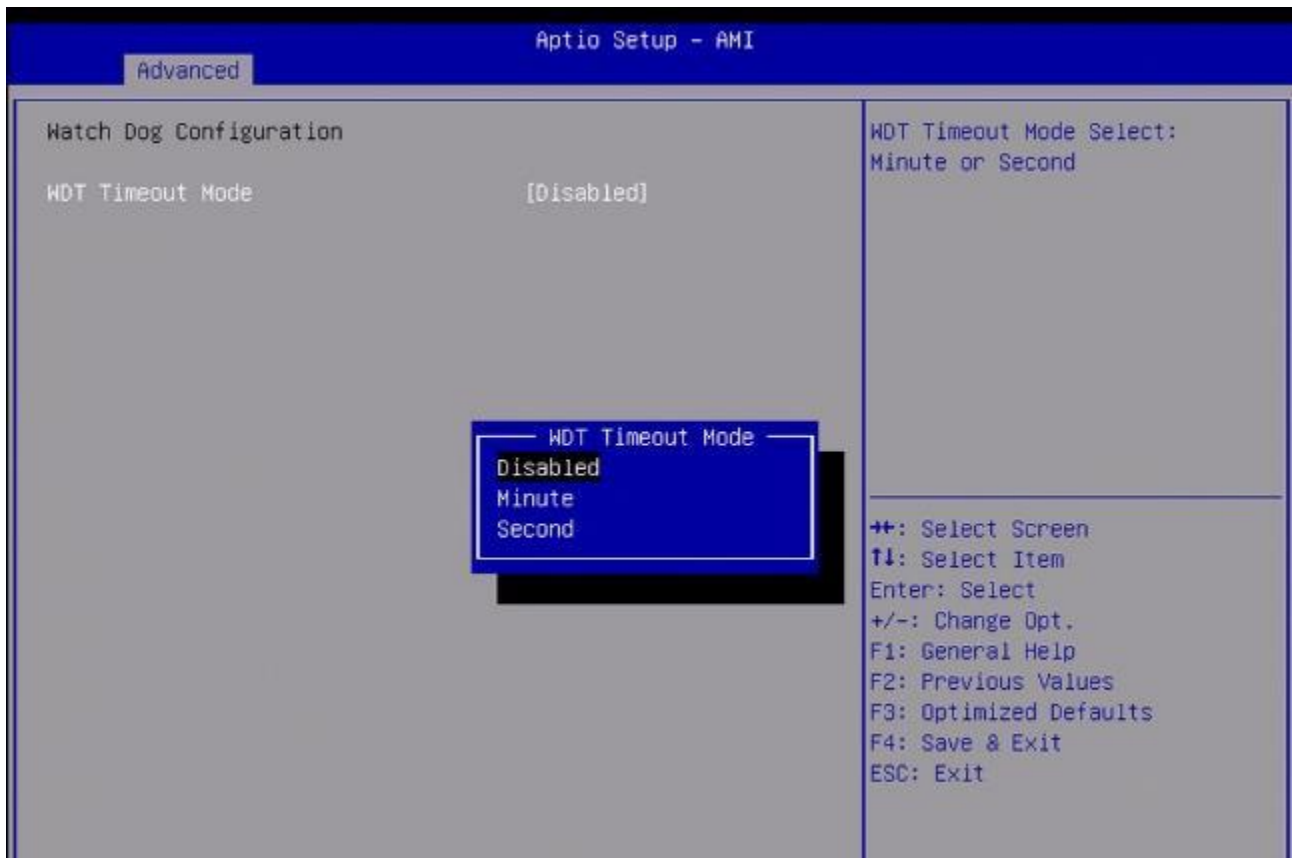 Aptio Setup - AMI
Advanced
Watch Dog Configuration
WDT Timeout Mode [Disabled]
WDT Timeout Mode Select:
Minute or Second
WDT Timeout Mode
Disabled
Minute
Second
→←: Select Screen
↑↓: Select Item
Enter: Select
+/-: Change Opt.
F1: General Help
F2: Previous Values
F3: Optimized Defaults
F4: Save & Exit
ESC: Exit